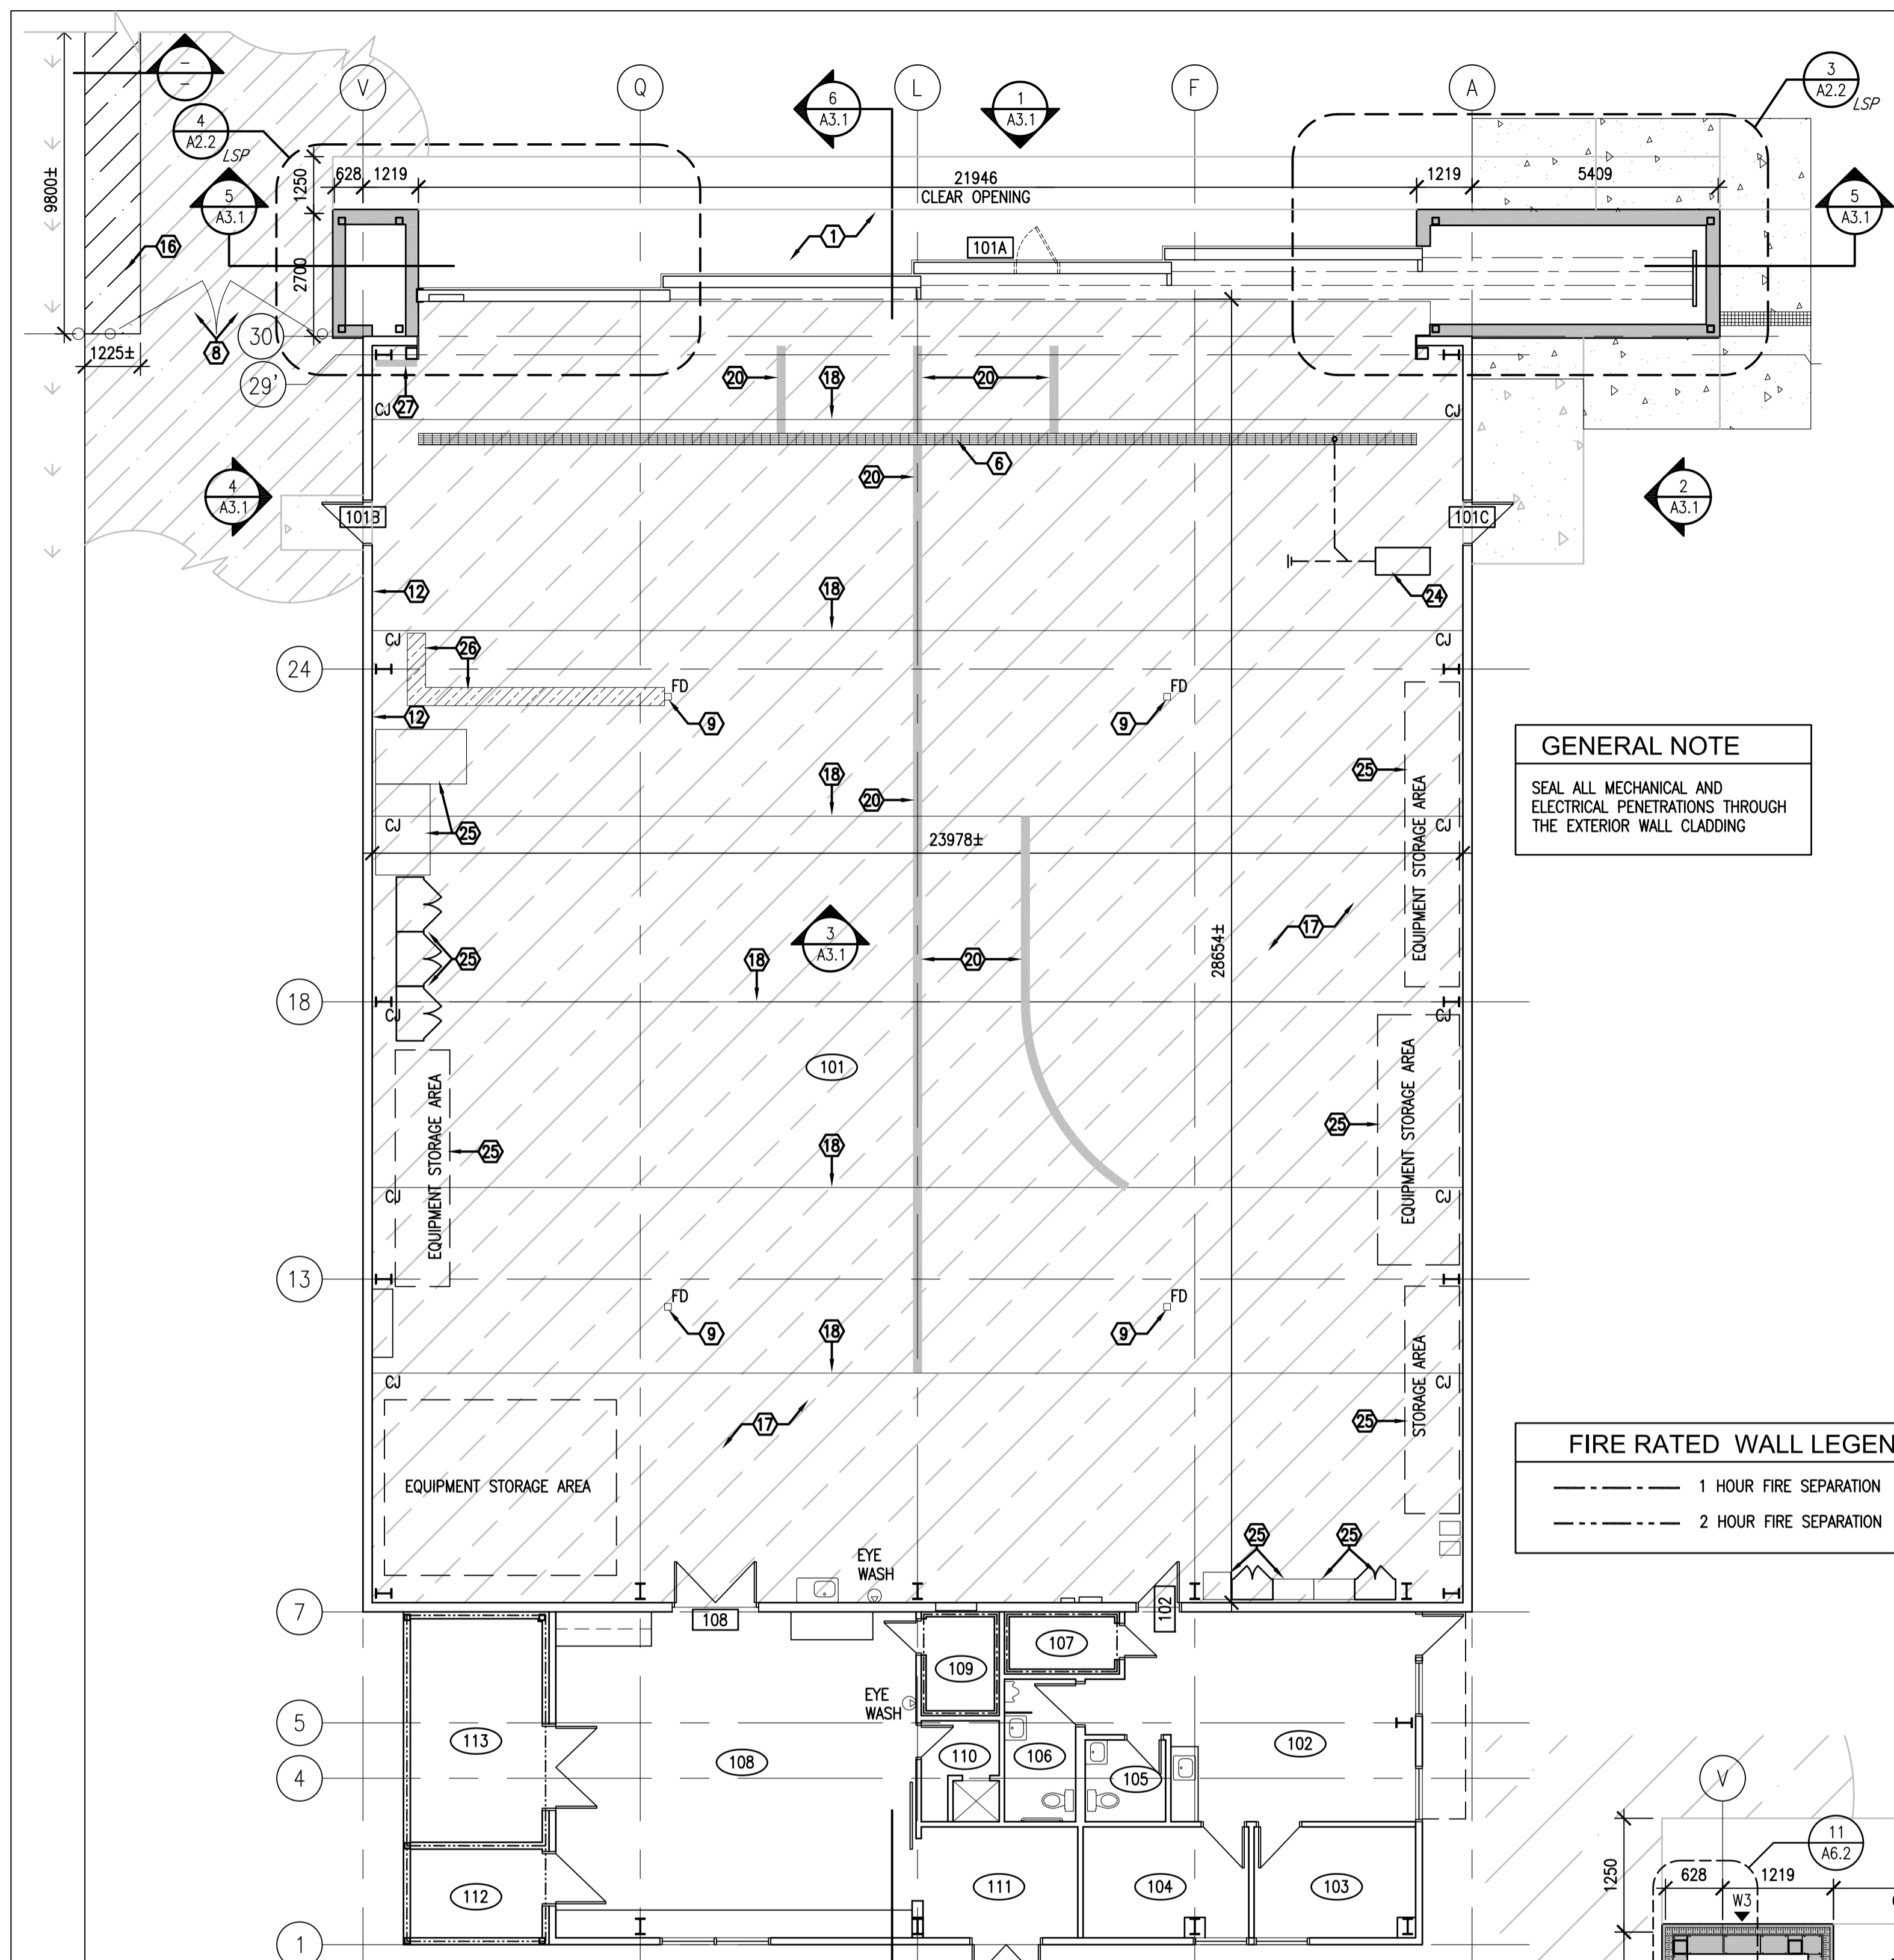 V
Q
L
F
A
–
–
4
A2.2
LSP
6
A3.1
1
A3.1
3
A2.2
LSP
9800±
1250
628
1219
21946
CLEAR OPENING
1219
5409
5
A3.1
5
A3.1
16
1
101A
2700
30
8
1225±
29'
20
18
20
CJ
27
CJ
6
20
4
A3.1
101B
101C
2
A3.1
12
18
24
CJ
26
CJ
24
FD
FD
12
9
9
GENERAL NOTE
SEAL ALL MECHANICAL AND
ELECTRICAL PENETRATIONS THROUGH
THE EXTERIOR WALL CLADDING
18
20
25
EQUIPMENT STORAGE AREA
CJ
25
CJ
23978±
3
A3.1
17
28654±
25
18
20
18
CJ
CJ
101
EQUIPMENT STORAGE AREA
25
EQUIPMENT STORAGE AREA
18
25
CJ
CJ
13
FD
FD
9
18
9
STORAGE AREA
CJ
CJ
17
25
FIRE RATED WALL LEGEN
1 HOUR FIRE SEPARATION
2 HOUR FIRE SEPARATION
EQUIPMENT STORAGE AREA
EYE
WASH
25
25
7
108
102
107
109
EYE
WASH
5
113
108
110
106
102
4
105
V
11
A6.2
1250
628
1219
W3
112
111
104
103
1